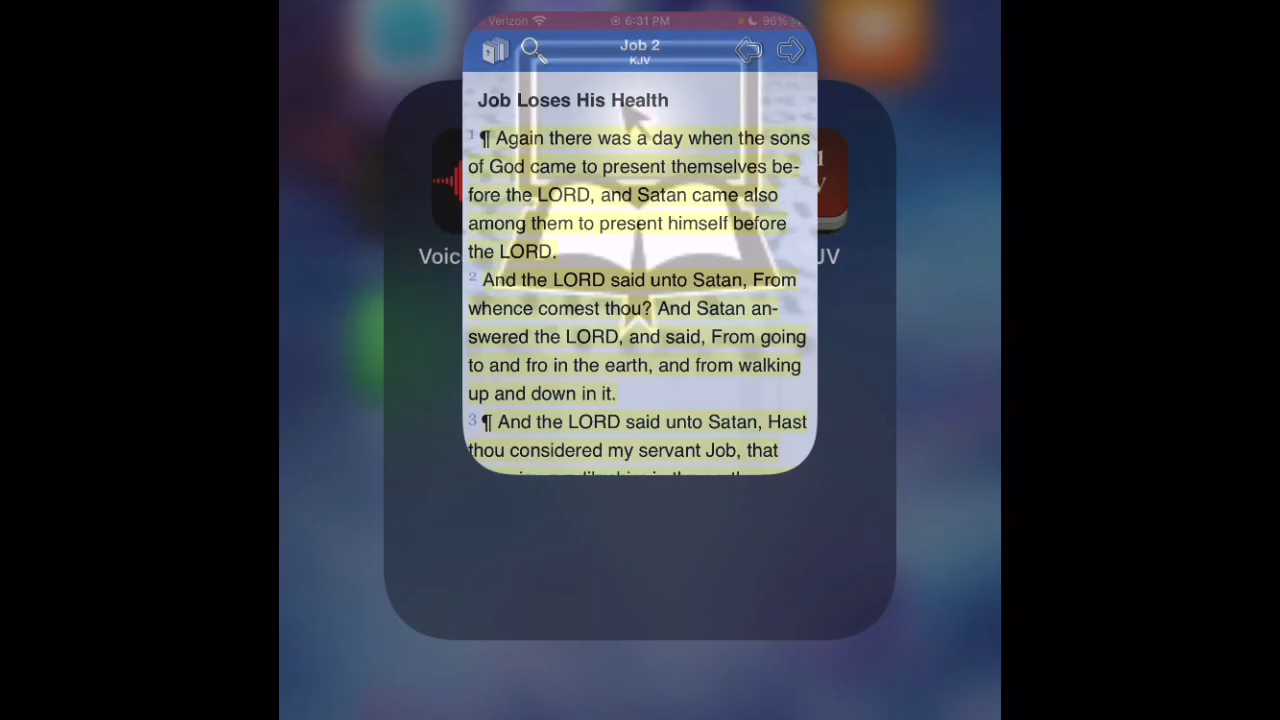 Verizon 6:31 PM 96%
Job 2
KJV
Job Loses His Health
1 ¶ Again there was a day when the sons
of God came to present themselves be-
fore the LORD, and Satan came also
among them to present himself before
the LORD.
2 And the LORD said unto Satan, From
whence comest thou? And Satan an-
swered the LORD, and said, From going
to and fro in the earth, and from walking
up and down in it.
3 ¶ And the LORD said unto Satan, Hast
thou considered my servant Job, that
Voic
JV